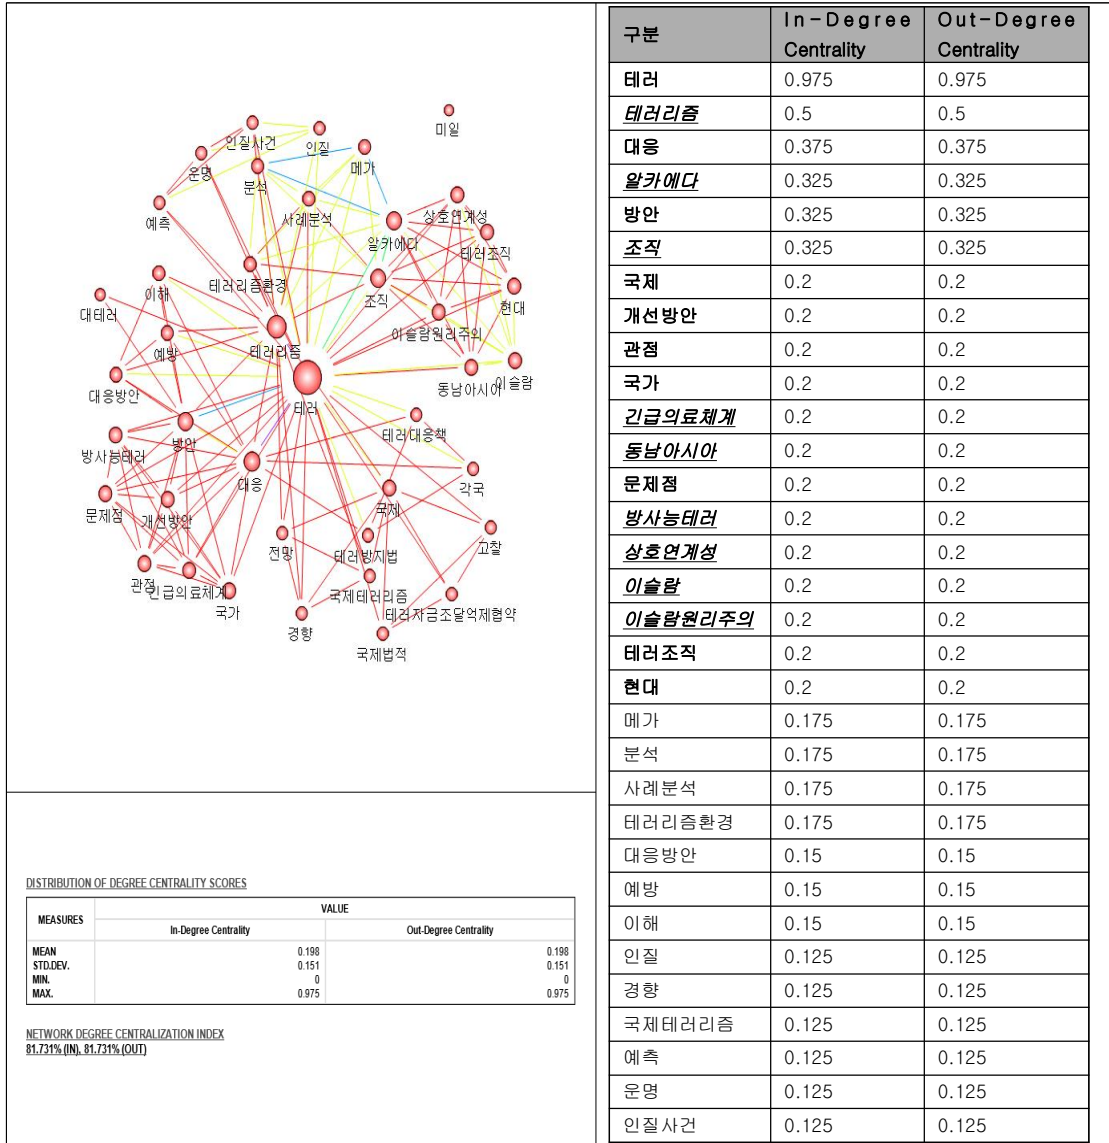 미일
인질사건
인질
메가
운명
분석
예측
사례분석
상호연계성
알카에다
테러조직
테러리즘환경
조직
현대
이해
대테러
이슬람원리주의
예방
테러리즘
대응방안
동남아시아
이슬람
테러
방안
테러대응책
방사능테러
대응
각국
문제점
개선방안
국제
전망
테러방지법
고찰
관점
긴급의료체계
국가
국제테러리즘
테러자금조달억제협약
경향
국제법적
DISTRIBUTION OF DEGREE CENTRALITY SCORES
MEASURES VALUE
In-Degree Centrality Out-Degree Centrality
MEAN 0.198 0.198
STD.DEV. 0.151 0.151
MIN. 0 0
MAX. 0.975 0.975
NETWORK DEGREE CENTRALIZATION INDEX
81.731% (IN), 81.731% (OUT)
구분 In-Degree Centrality Out-Degree Centrality
테러 0.975 0.975
테러리즘 0.5 0.5
대응 0.375 0.375
알카에다 0.325 0.325
방안 0.325 0.325
조직 0.325 0.325
국제 0.2 0.2
개선방안 0.2 0.2
관점 0.2 0.2
국가 0.2 0.2
긴급의료체계 0.2 0.2
동남아시아 0.2 0.2
문제점 0.2 0.2
방사능테러 0.2 0.2
상호연계성 0.2 0.2
이슬람 0.2 0.2
이슬람원리주의 0.2 0.2
테러조직 0.2 0.2
현대 0.2 0.2
메가 0.175 0.175
분석 0.175 0.175
사례분석 0.175 0.175
테러리즘환경 0.175 0.175
대응방안 0.15 0.15
예방 0.15 0.15
이해 0.15 0.15
인질 0.125 0.125
경향 0.125 0.125
국제테러리즘 0.125 0.125
예측 0.125 0.125
운명 0.125 0.125
인질사건 0.125 0.125